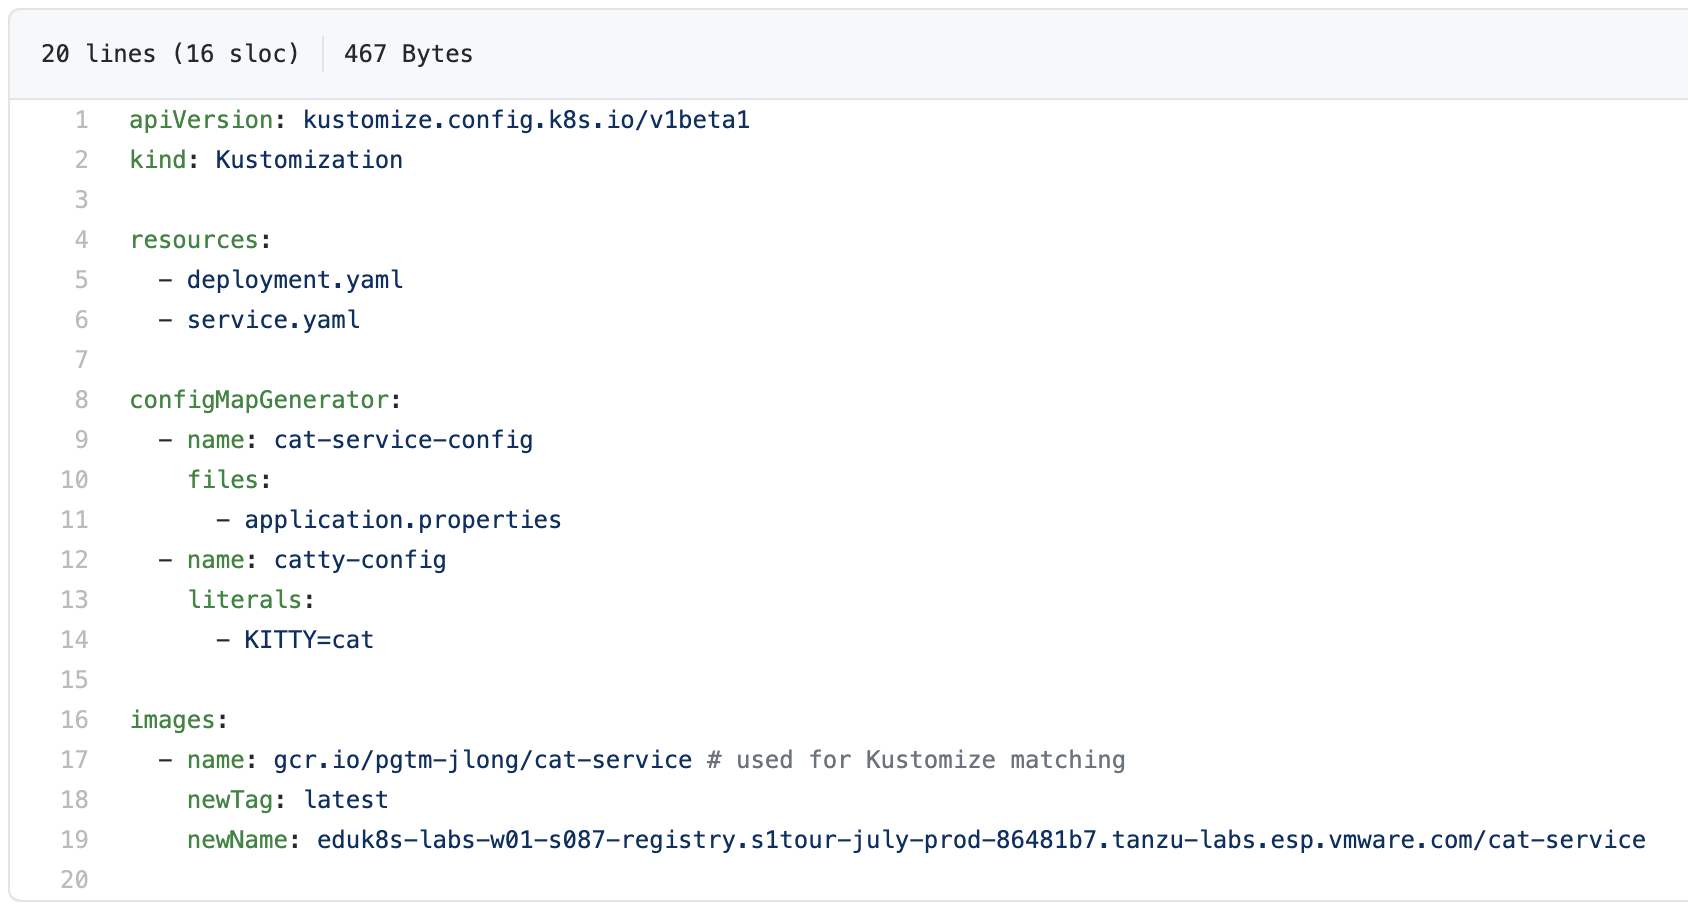 20 lines (16 sloc) 467 Bytes
1 apiVersion: kustomize.config.k8s.io/v1beta1
2 kind: Kustomization
3
4 resources:
5   - deployment.yaml
6   - service.yaml
7
8 configMapGenerator:
9   - name: cat-service-config
10     files:
11       - application.properties
12   - name: catty-config
13     literals:
14       - KITTY=cat
15
16 images:
17   - name: gcr.io/pgtm-jlong/cat-service # used for Kustomize matching
18     newTag: latest
19     newName: eduk8s-labs-w01-s087-registry.s1tour-july-prod-86481b7.tanzu-labs.esp.vmware.com/cat-service
20